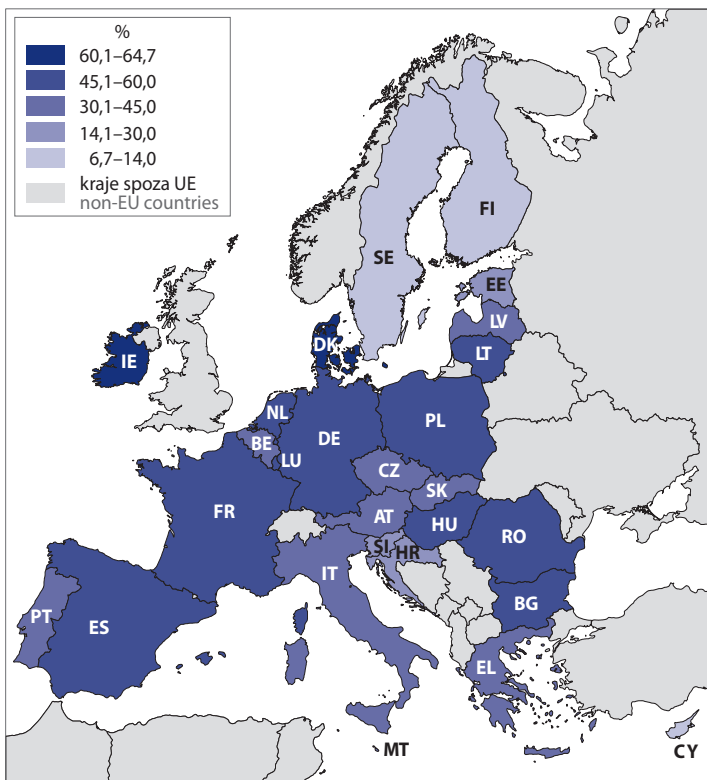 %
60,1–64,7
45,1–60,0
30,1–45,0
14,1–30,0
6,7–14,0
kraje spoza UE
non-EU countries
FI
SE
EE
LV
LT
DK
IE
NL
PL
DE
BE
LU
CZ
SK
FR
AT
HU
RO
SI
HR
IT
BG
PT
ES
EL
MT
CY